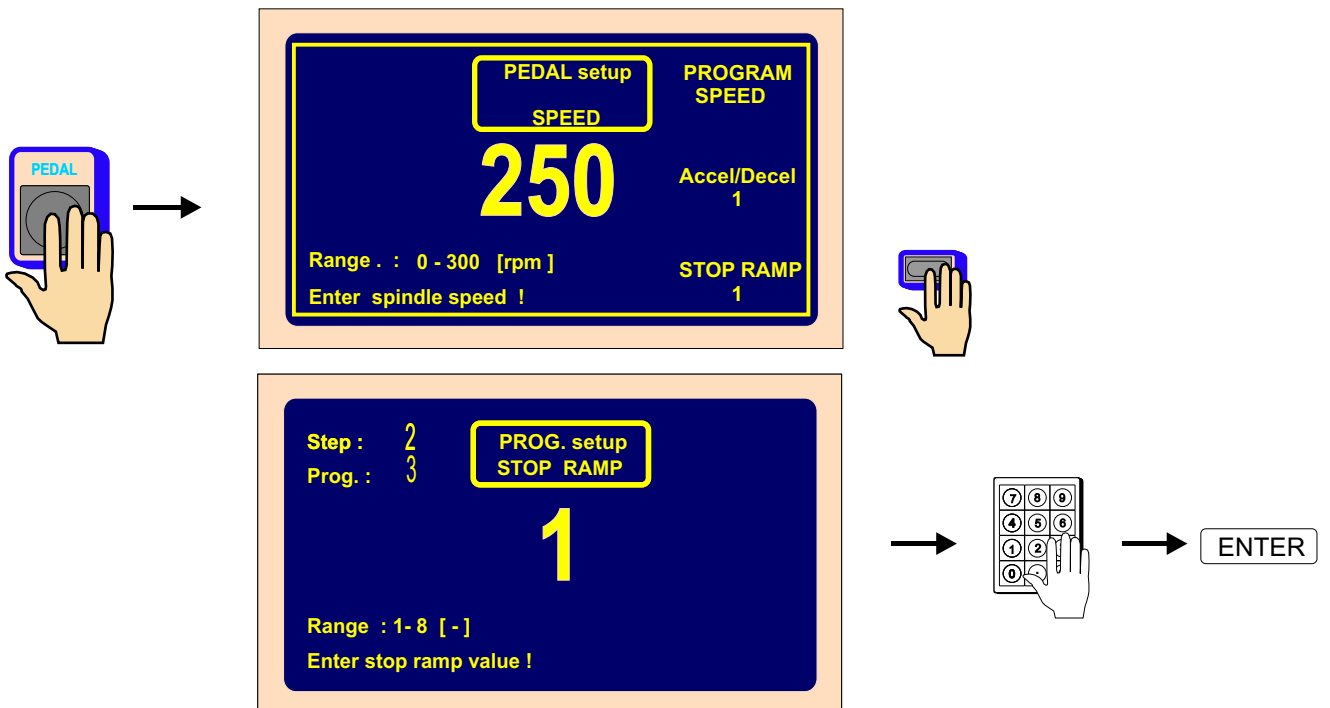 PEDAL
PEDAL setup
SPEED
250
Range . : 0 - 300 [rpm ]
Enter spindle speed !
PROGRAM
SPEED
Accel/Decel
1
STOP RAMP
1
Step : 2
Prog. : 3
PROG. setup
STOP RAMP
1
Range : 1- 8 [ - ]
Enter stop ramp value !
7 8 9
4 5 6
1 2
0 -
ENTER